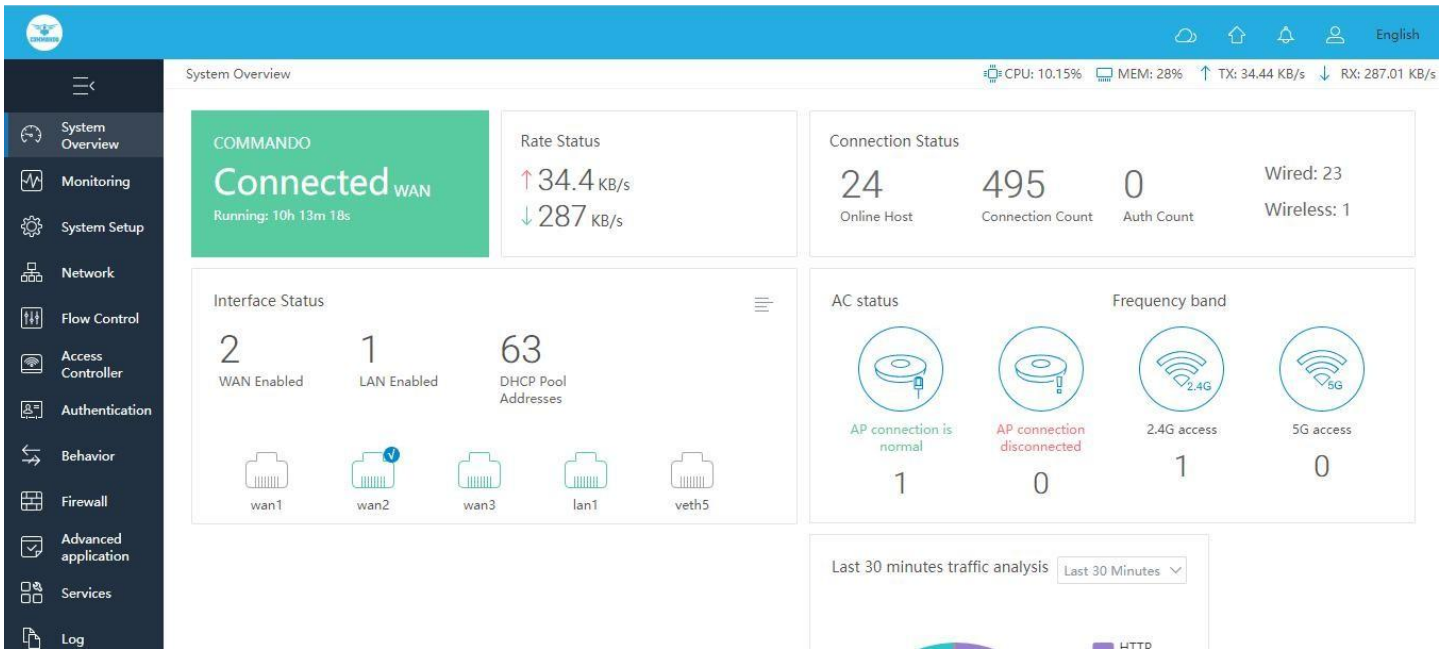 COMMANDO
English
System Overview
CPU: 10.15%
MEM: 28%
TX: 34.44 KB/s
RX: 287.01 KB/s
System
Overview
Monitoring
System Setup
Network
Flow Control
Access
Controller
Authentication
Behavior
Firewall
Advanced
application
Services
Log
COMMANDO
Connected WAN
Running: 10h 13m 18s
Rate Status
↑34.4 KB/s
↓287 KB/s
Connection Status
24
Online Host
495
Connection Count
0
Auth Count
Wired: 23
Wireless: 1
Interface Status
2
WAN Enabled
1
LAN Enabled
63
DHCP Pool
Addresses
wan1
wan2
wan3
lan1
veth5
AC status
Frequency band
AP connection is
normal
1
AP connection
disconnected
0
2.4G
2.4G access
1
5G
5G access
0
Last 30 minutes traffic analysis
Last 30 Minutes
HTTP